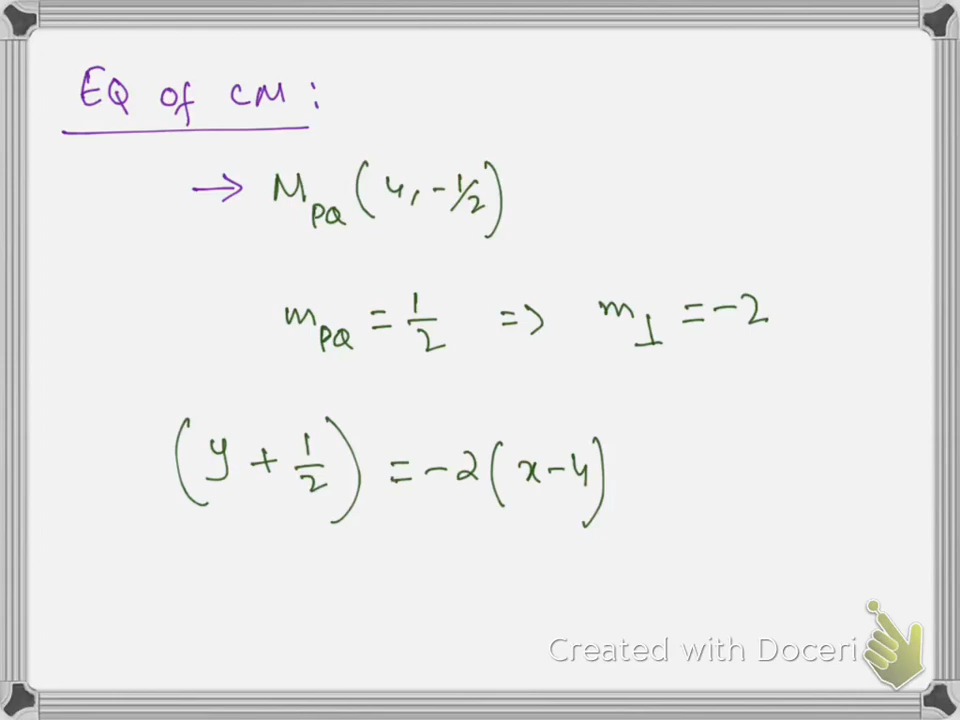 EQ of CM :
→ M_PQ (4, -1/2)
m_PQ = 1/2 => m_⊥ = -2
(y + 1/2) = -2(x-4)
Created with Doceri